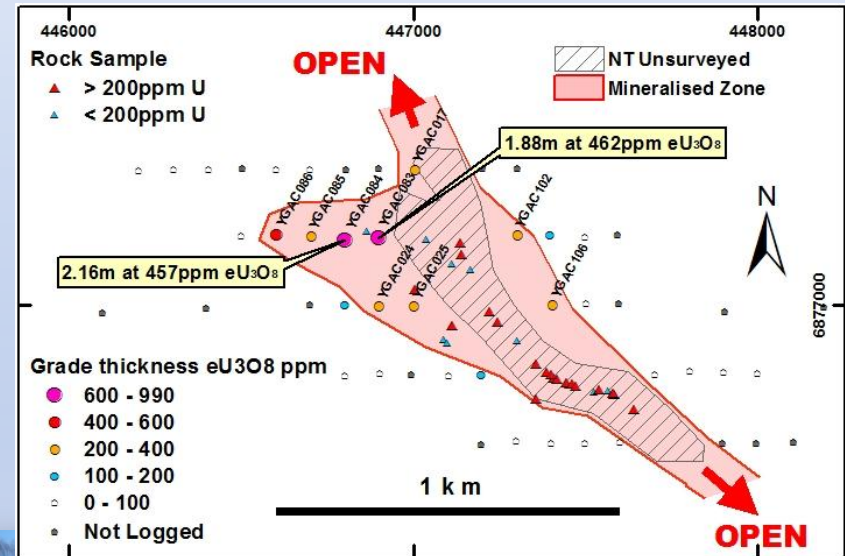 446000
447000
448000
Rock Sample
> 200ppm U
< 200ppm U
OPEN
NT Unsurveyed
Mineralised Zone
YGAC017
1.88m at 462ppm eU₃O₈
YGAC086
YGAC085
YGAC084
YGAC083
YGAC102
N
2.16m at 457ppm eU₃O₈
YGAC024
YGAC025
YGAC106
6877000
Grade thickness eU3O8 ppm
600 - 990
400 - 600
200 - 400
100 - 200
0 - 100
Not Logged
1 km
OPEN